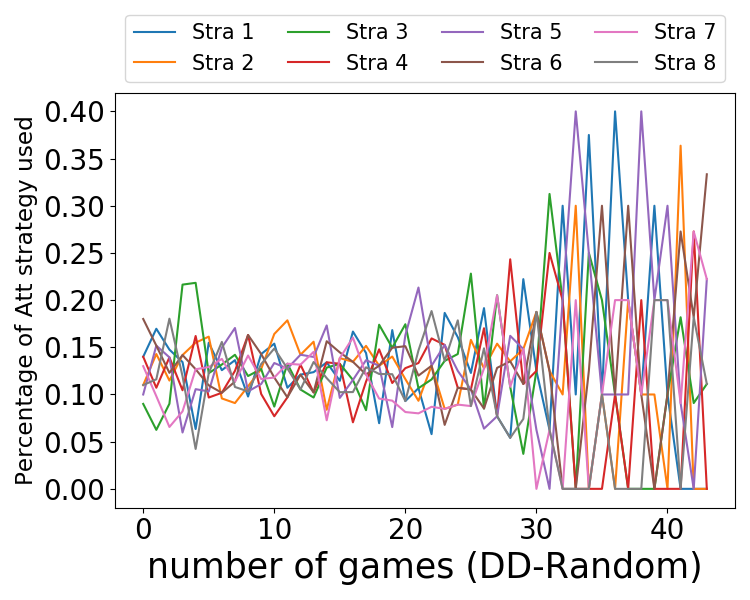 Stra 1 Stra 3 Stra 5 Stra 7
Stra 2 Stra 4 Stra 6 Stra 8
Percentage of Att strategy used
0.40
0.35
0.30
0.25
0.20
0.15
0.10
0.05
0.00
0 10 20 30 40
number of games (DD-Random)